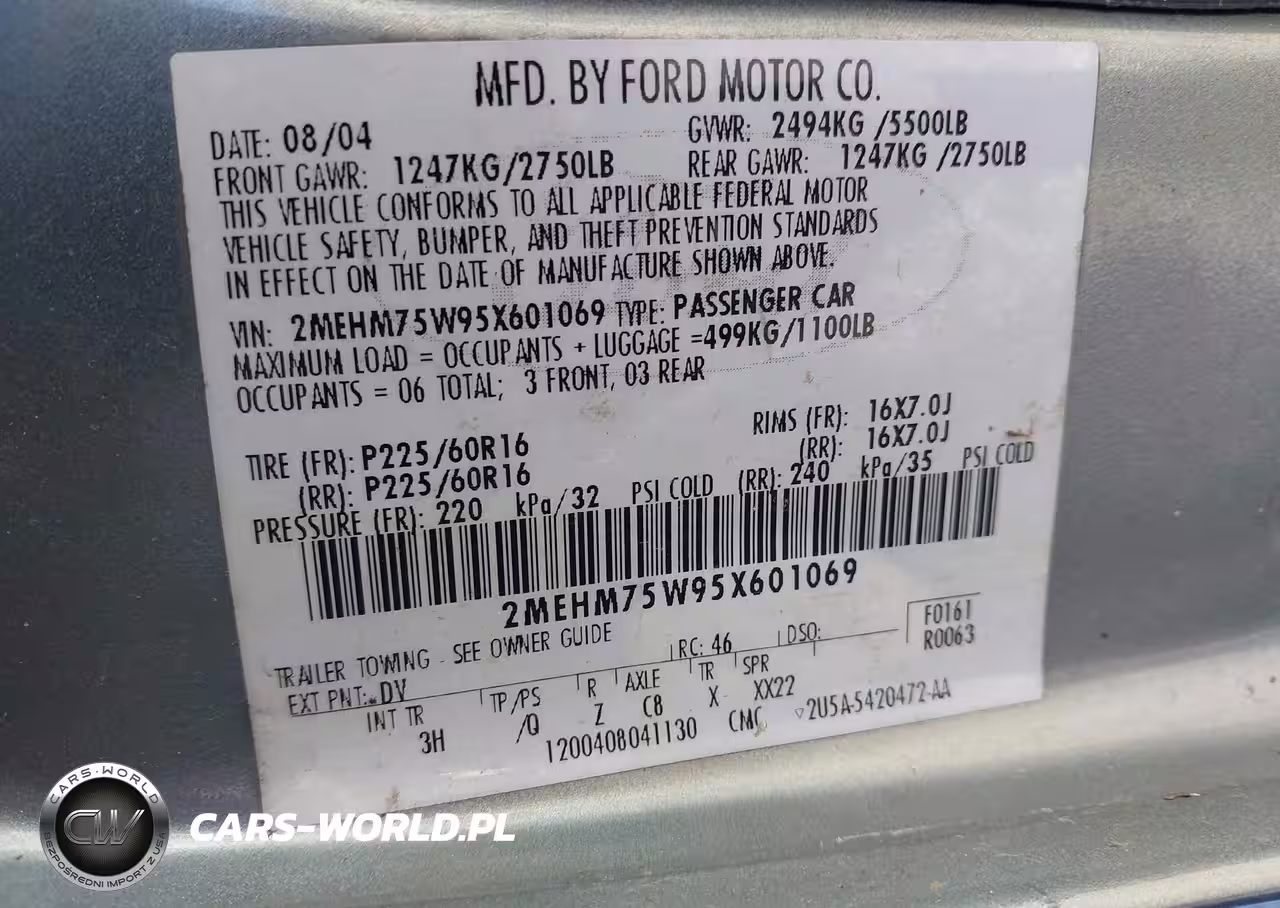 MFD. BY FORD MOTOR CO.
DATE: 08/04 GVWR: 2494KG /5500LB
FRONT GAWR: 1247KG/2750LB REAR GAWR: 1247KG /2750LB
THIS VEHICLE CONFORMS TO ALL APPLICABLE FEDERAL MOTOR
VEHICLE SAFETY, BUMPER, AND THEFT PREVENTION STANDARDS
IN EFFECT ON THE DATE OF MANUFACTURE SHOWN ABOVE.
VIN: 2MEHM75W95X601069 TYPE: PASSENGER CAR
MAXIMUM LOAD = OCCUPANTS + LUGGAGE =499KG/1100LB
OCCUPANTS = 06 TOTAL; 3 FRONT, 03 REAR
TIRE (FR): P225/60R16 RIMS (FR): 16X7.0J
(RR): P225/60R16 (RR): 16X7.0J
PRESSURE (FR): 220 kPa/32 PSI COLD (RR): 240 kPa/35 PSI COLD
2MEHM75W95X601069
TRAILER TOWING - SEE OWNER GUIDE RC: 46 DSO: F0161
R0063
EXT PNT: DV
INT TR TP/PS R AXLE TR SPR
3H /Q Z C8 X XX22
1200408041130 CMC 2U5A-5420472-AA
CARS-WORLD
CW
BEZPOŚREDNI IMPORT Z USA
CARS-WORLD.PL